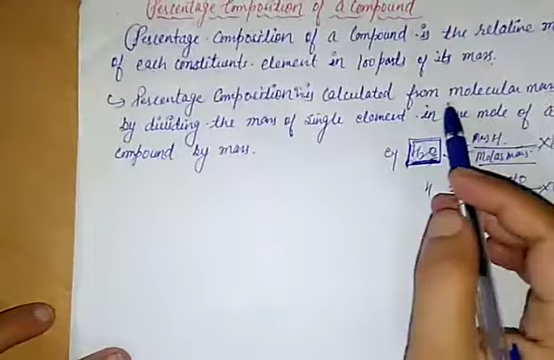 Percentage Composition of a Compound
Percentage Composition of a Compound is the relative
of each constituents element in 100 parts of its mass.
Percentage Composition is calculated from molecular
by dividing the mass of single element in mole of a
compound by mass.
eg H2O
Molar mass